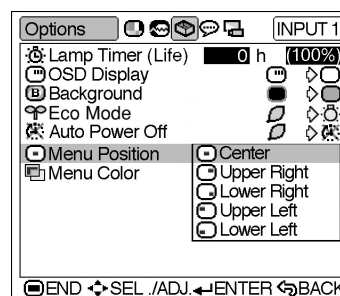 Options INPUT 1
Lamp Timer (Life) 0 h (100%)
OSD Display
B Background
Eco Mode
Auto Power Off
Menu Position Center
Menu Color Upper Right
Lower Right
Upper Left
Lower Left
END SEL ./ADJ. ENTER BACK